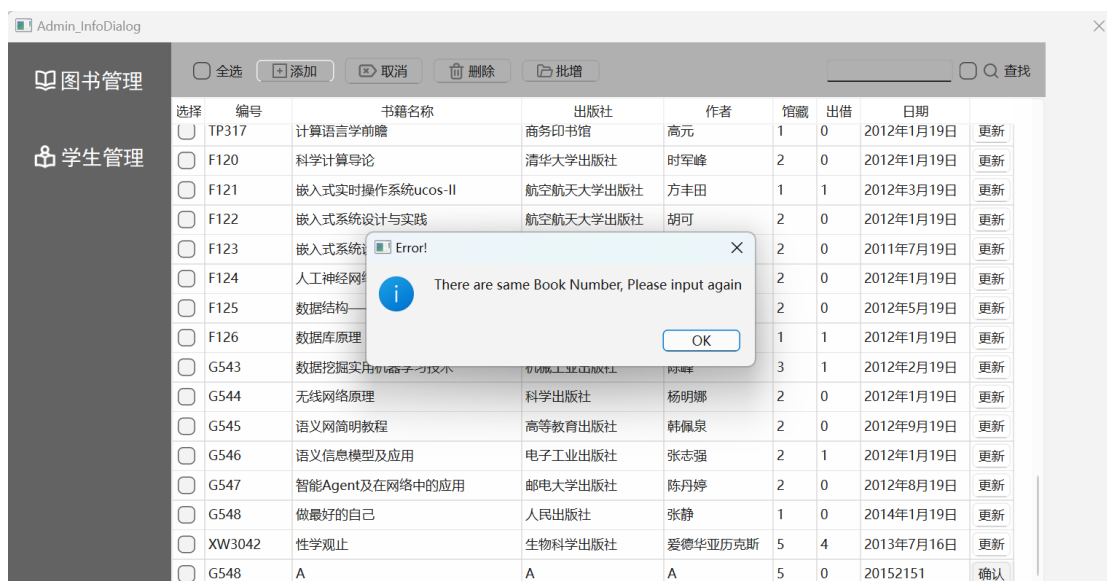 Admin_InfoDialog
图书管理
学生管理
全选 添加 取消 删除 批增 查找
选择 编号 书籍名称 出版社 作者 馆藏 出借 日期
TP317 计算语言学前瞻 商务印书馆 高元 1 0 2012年1月19日 更新
F120 科学计算导论 清华大学出版社 时军峰 2 0 2012年1月19日 更新
F121 嵌入式实时操作系统ucos-II 航空航天大学出版社 方丰田 1 1 2012年3月19日 更新
F122 嵌入式系统设计与实践 航空航天大学出版社 胡可 2 0 2012年1月19日 更新
F123 嵌入式系统 2 0 2011年7月19日 更新
F124 人工神经网 2 0 2012年1月19日 更新
F125 数据结构— 2 0 2012年5月19日 更新
F126 数据库原理 1 1 2012年1月19日 更新
Error!
There are same Book Number, Please input again
OK
G543 数据挖掘实用机器学习技术 机械工业出版社 陈峰 3 1 2012年2月19日 更新
G544 无线网络原理 科学出版社 杨明娜 2 0 2012年1月19日 更新
G545 语义网简明教程 高等教育出版社 韩佩泉 2 0 2012年9月19日 更新
G546 语义信息模型及应用 电子工业出版社 张志强 2 1 2012年1月19日 更新
G547 智能Agent及在网络中的应用 邮电大学出版社 陈丹婷 2 0 2012年8月19日 更新
G548 做最好的自己 人民出版社 张静 1 0 2014年1月19日 更新
XW3042 性学观止 生物科学出版社 爱德华亚历克斯 5 4 2013年7月16日 更新
G548 A A A 5 0 20152151 确认